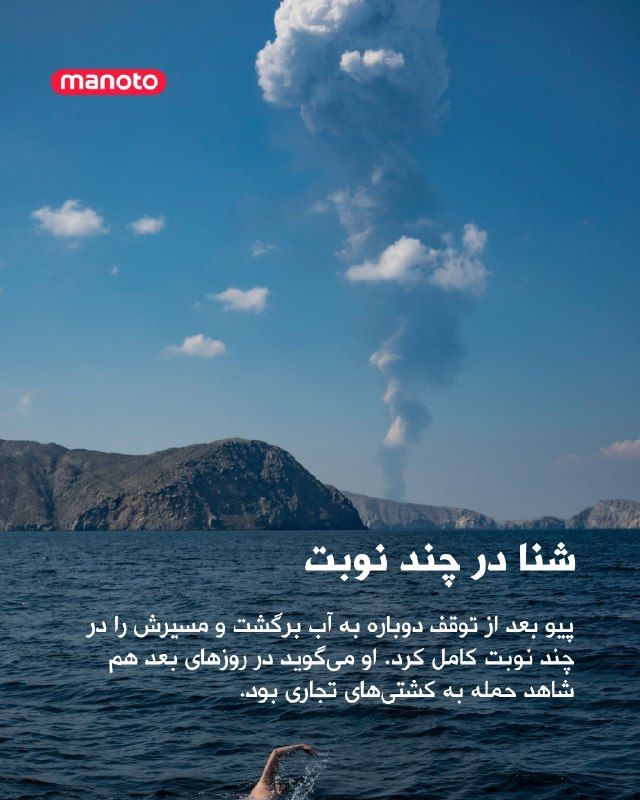 manoto
شنا در چند نوبت
پیو بعد از توقف دوباره به آب برگشت و مسیرش را در
چند نوبت کامل کرد. او می‌گوید در روزهای بعد هم
شاهد حمله به کشتی‌های تجاری بود.